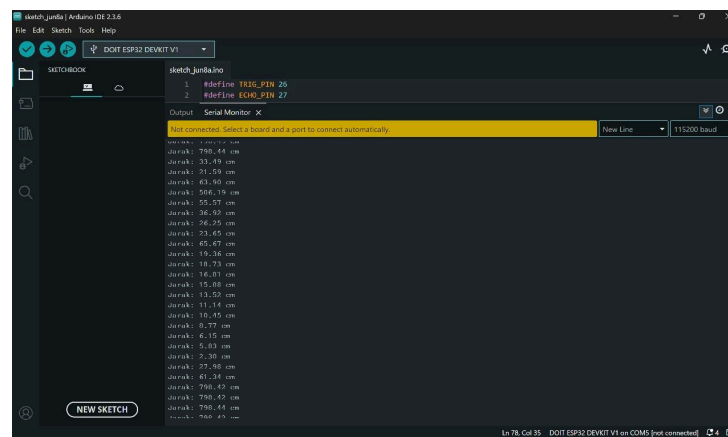 sketch_jun8a | Arduino IDE 2.3.6
File Edit Sketch Tools Help
DOIT ESP32 DEVKIT V1
SKETCHBOOK
NEW SKETCH
sketch_jun8a.ino
1 #define TRIG_PIN 26
2 #define ECHO_PIN 27
Output Serial Monitor
Not connected. Select a board and a port to connect automatically.
New Line
115200 baud
Jarak: 798.44 cm
Jarak: 33.49 cm
Jarak: 21.59 cm
Jarak: 63.90 cm
Jarak: 506.19 cm
Jarak: 55.57 cm
Jarak: 36.92 cm
Jarak: 26.25 cm
Jarak: 23.65 cm
Jarak: 65.67 cm
Jarak: 19.36 cm
Jarak: 18.73 cm
Jarak: 16.01 cm
Jarak: 15.08 cm
Jarak: 13.52 cm
Jarak: 11.14 cm
Jarak: 10.45 cm
Jarak: 8.77 cm
Jarak: 6.15 cm
Jarak: 5.83 cm
Jarak: 2.30 cm
Jarak: 27.98 cm
Jarak: 61.34 cm
Jarak: 798.42 cm
Jarak: 798.42 cm
Jarak: 798.44 cm
Jarak: 798.42 cm
Ln 78, Col 35 DOIT ESP32 DEVKIT V1 on COM5 [not connected] 4